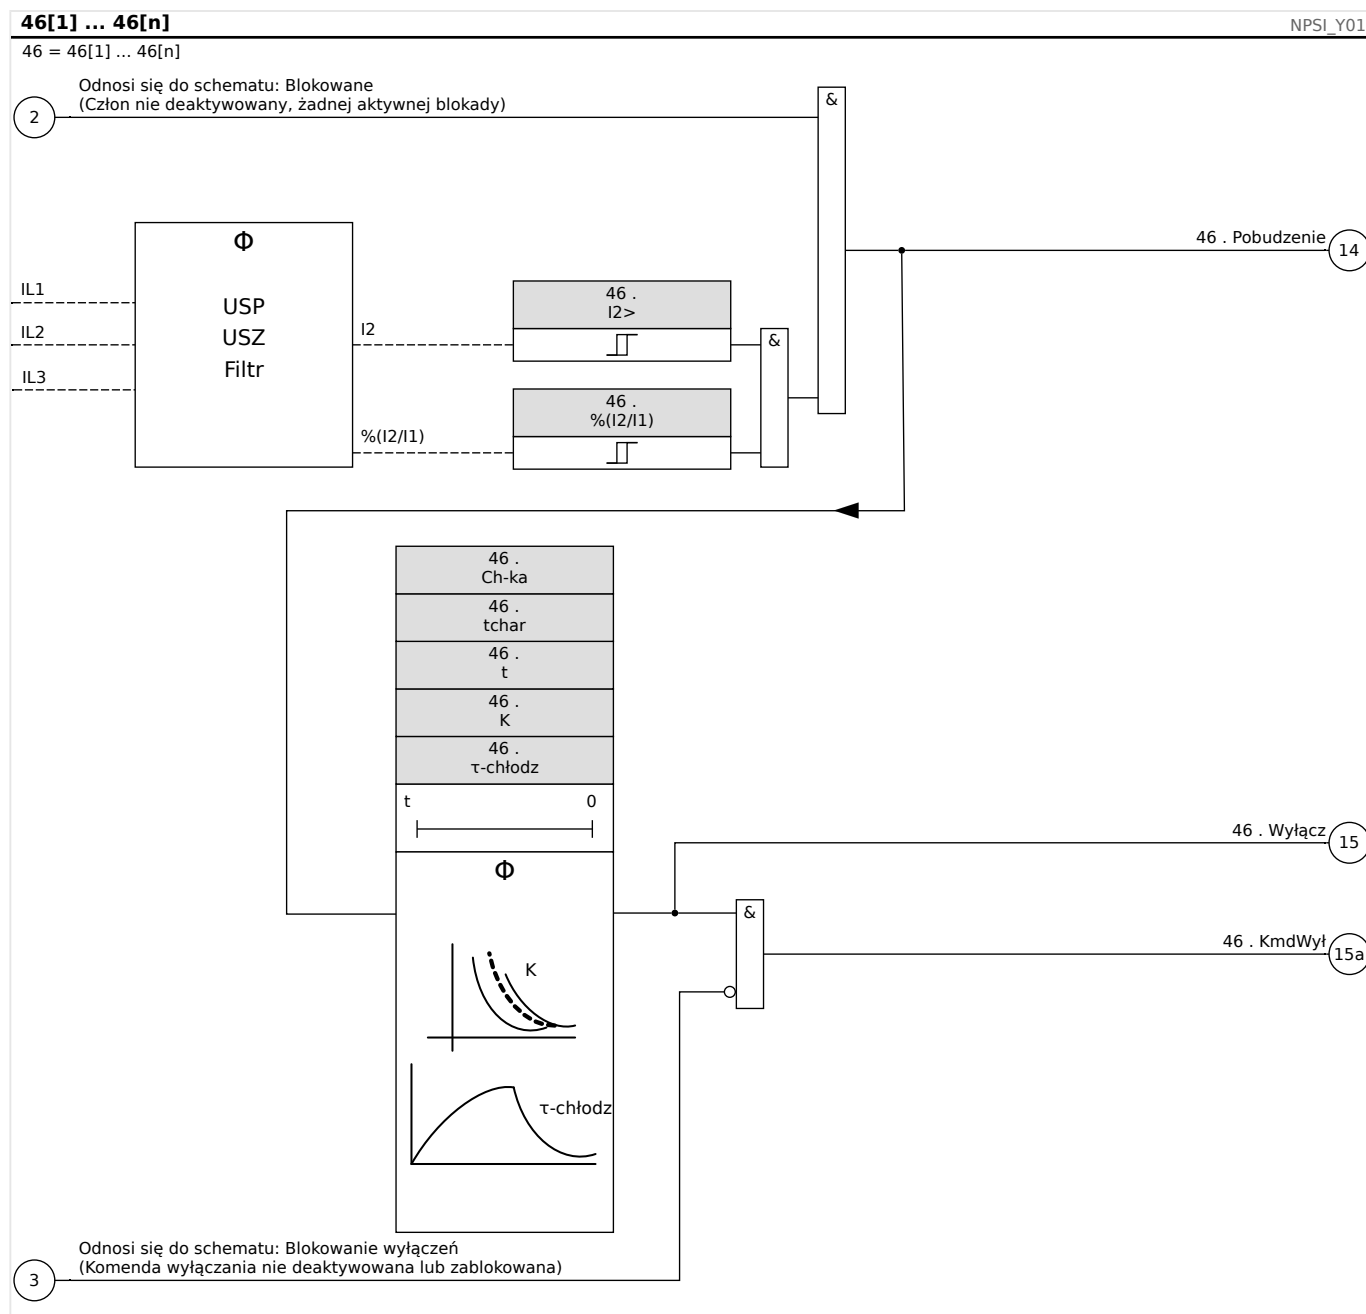 46[1] ... 46[n]
NPSI_Y01
46 = 46[1] ... 46[n]
Odnosi się do schematu: Blokowane
(Człon nie deaktywowany, żadnej aktywnej blokady)
2
&
Φ
USP
USZ
Filtr
IL1
IL2
IL3
I2
%(I2/I1)
46 .
I2>
46 .
%(I2/I1)
&
46 . Pobudzenie
14
46 .
Ch-ka
46 .
tchar
46 .
t
46 .
K
46 .
τ-chłodz
t 0
Φ
K
τ-chłodz
46 . Wyłącz
15
&
46 . KmdWył
15a
Odnosi się do schematu: Blokowanie wyłączeń
(Komenda wyłączania nie deaktywowana lub zablokowana)
3